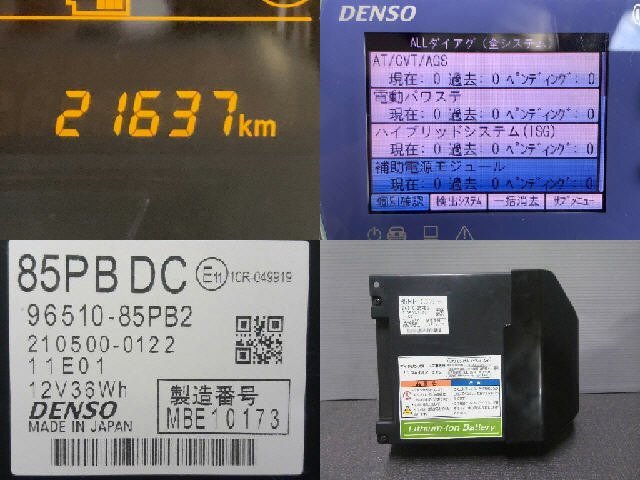 21637km
DENSO
ALLダイアグ(全システム)
AT/CVT/AGS
現在: 0 過去: 0 ペンディング: 0
電動パワステ
現在: 0 過去: 0 ペンディング: 0
ハイブリッドシステム(ISG)
現在: 0 過去: 0 ペンディング: 0
補助電源モジュール
現在: 0 過去: 0 ペンディング: 0
個別確認 検出システム 一括消去 サブメニュー
85PB DC E11 10R-049919
96510-85PB2
210500-0122
11E01
12V36Wh
DENSO
MADE IN JAPAN
製造番号
MBE10173
Lithium-ion Battery